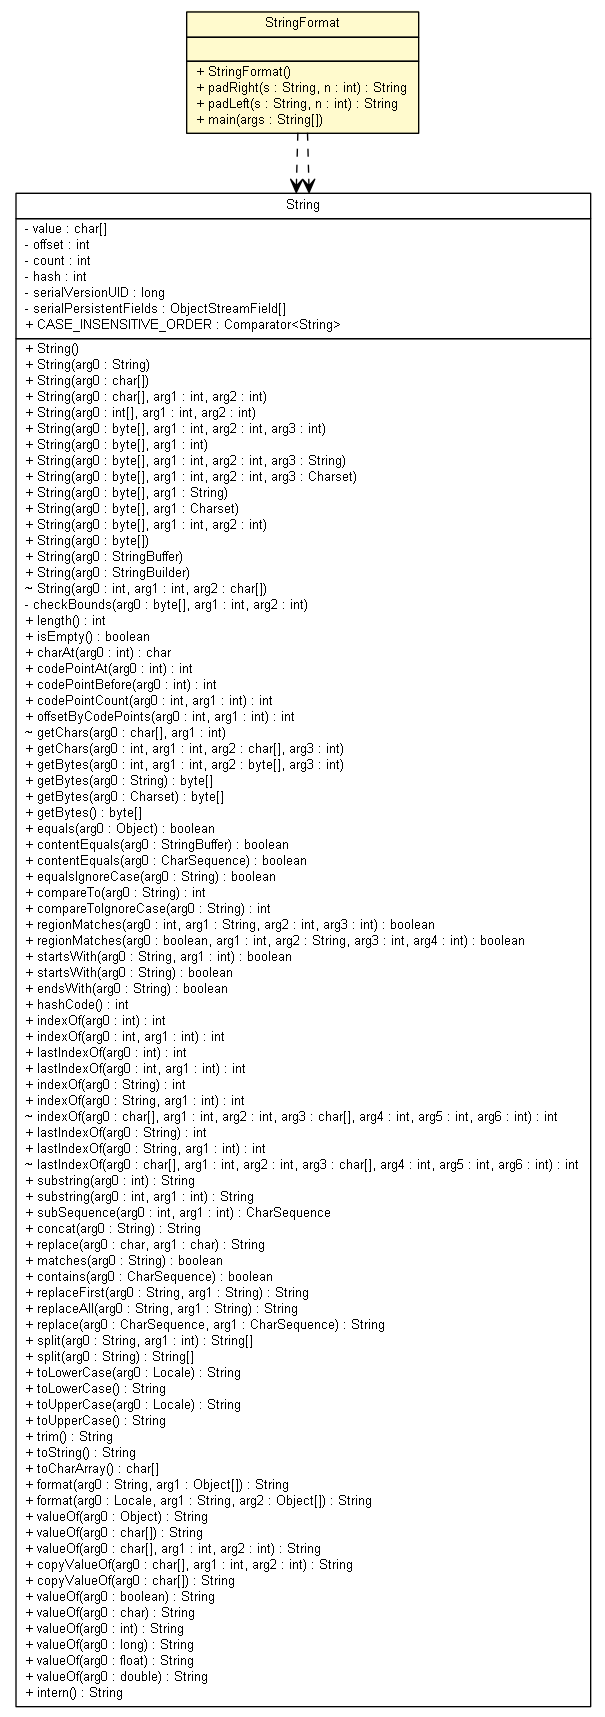 StringFormat
+ StringFormat()
+ padRight(s : String, n : int) : String
+ padLeft(s : String, n : int) : String
+ main(args : String[])
String
- value : char[]
- offset : int
- count : int
- hash : int
- serialVersionUID : long
- serialPersistentFields : ObjectStreamField[]
+ CASE_INSENSITIVE_ORDER : Comparator<String>
+ String()
+ String(arg0 : String)
+ String(arg0 : char[])
+ String(arg0 : char[], arg1 : int, arg2 : int)
+ String(arg0 : int[], arg1 : int, arg2 : int)
+ String(arg0 : byte[], arg1 : int, arg2 : int, arg3 : int)
+ String(arg0 : byte[], arg1 : int)
+ String(arg0 : byte[], arg1 : int, arg2 : int, arg3 : String)
+ String(arg0 : byte[], arg1 : int, arg2 : int, arg3 : Charset)
+ String(arg0 : byte[], arg1 : String)
+ String(arg0 : byte[], arg1 : Charset)
+ String(arg0 : byte[], arg1 : int, arg2 : int)
+ String(arg0 : byte[])
+ String(arg0 : StringBuffer)
+ String(arg0 : StringBuilder)
~ String(arg0 : int, arg1 : int, arg2 : char[])
- checkBounds(arg0 : byte[], arg1 : int, arg2 : int)
+ length() : int
+ isEmpty() : boolean
+ charAt(arg0 : int) : char
+ codePointAt(arg0 : int) : int
+ codePointBefore(arg0 : int) : int
+ codePointCount(arg0 : int, arg1 : int) : int
+ offsetByCodePoints(arg0 : int, arg1 : int) : int
~ getChars(arg0 : char[], arg1 : int)
+ getChars(arg0 : int, arg1 : int, arg2 : char[], arg3 : int)
+ getBytes(arg0 : int, arg1 : int, arg2 : byte[], arg3 : int)
+ getBytes(arg0 : String) : byte[]
+ getBytes(arg0 : Charset) : byte[]
+ getBytes() : byte[]
+ equals(arg0 : Object) : boolean
+ contentEquals(arg0 : StringBuffer) : boolean
+ contentEquals(arg0 : CharSequence) : boolean
+ equalsIgnoreCase(arg0 : String) : boolean
+ compareTo(arg0 : String) : int
+ compareToIgnoreCase(arg0 : String) : int
+ regionMatches(arg0 : int, arg1 : String, arg2 : int, arg3 : int) : boolean
+ regionMatches(arg0 : boolean, arg1 : int, arg2 : String, arg3 : int, arg4 : int) : boolean
+ startsWith(arg0 : String, arg1 : int) : boolean
+ startsWith(arg0 : String) : boolean
+ endsWith(arg0 : String) : boolean
+ hashCode() : int
+ indexOf(arg0 : int) : int
+ indexOf(arg0 : int, arg1 : int) : int
+ lastIndexOf(arg0 : int) : int
+ lastIndexOf(arg0 : int, arg1 : int) : int
+ indexOf(arg0 : String) : int
+ indexOf(arg0 : String, arg1 : int) : int
~ indexOf(arg0 : char[], arg1 : int, arg2 : int, arg3 : char[], arg4 : int, arg5 : int, arg6 : int) : int
+ lastIndexOf(arg0 : String) : int
+ lastIndexOf(arg0 : String, arg1 : int) : int
~ lastIndexOf(arg0 : char[], arg1 : int, arg2 : int, arg3 : char[], arg4 : int, arg5 : int, arg6 : int) : int
+ substring(arg0 : int) : String
+ substring(arg0 : int, arg1 : int) : String
+ subSequence(arg0 : int, arg1 : int) : CharSequence
+ concat(arg0 : String) : String
+ replace(arg0 : char, arg1 : char) : String
+ matches(arg0 : String) : boolean
+ contains(arg0 : CharSequence) : boolean
+ replaceFirst(arg0 : String, arg1 : String) : String
+ replaceAll(arg0 : String, arg1 : String) : String
+ replace(arg0 : CharSequence, arg1 : CharSequence) : String
+ split(arg0 : String, arg1 : int) : String[]
+ split(arg0 : String) : String[]
+ toLowerCase(arg0 : Locale) : String
+ toLowerCase() : String
+ toUpperCase(arg0 : Locale) : String
+ toUpperCase() : String
+ trim() : String
+ toString() : String
+ toCharArray() : char[]
+ format(arg0 : String, arg1 : Object[]) : String
+ format(arg0 : Locale, arg1 : String, arg2 : Object[]) : String
+ valueOf(arg0 : Object) : String
+ valueOf(arg0 : char[]) : String
+ valueOf(arg0 : char[], arg1 : int, arg2 : int) : String
+ copyValueOf(arg0 : char[], arg1 : int, arg2 : int) : String
+ copyValueOf(arg0 : char[]) : String
+ valueOf(arg0 : boolean) : String
+ valueOf(arg0 : char) : String
+ valueOf(arg0 : int) : String
+ valueOf(arg0 : long) : String
+ valueOf(arg0 : float) : String
+ valueOf(arg0 : double) : String
+ intern() : String